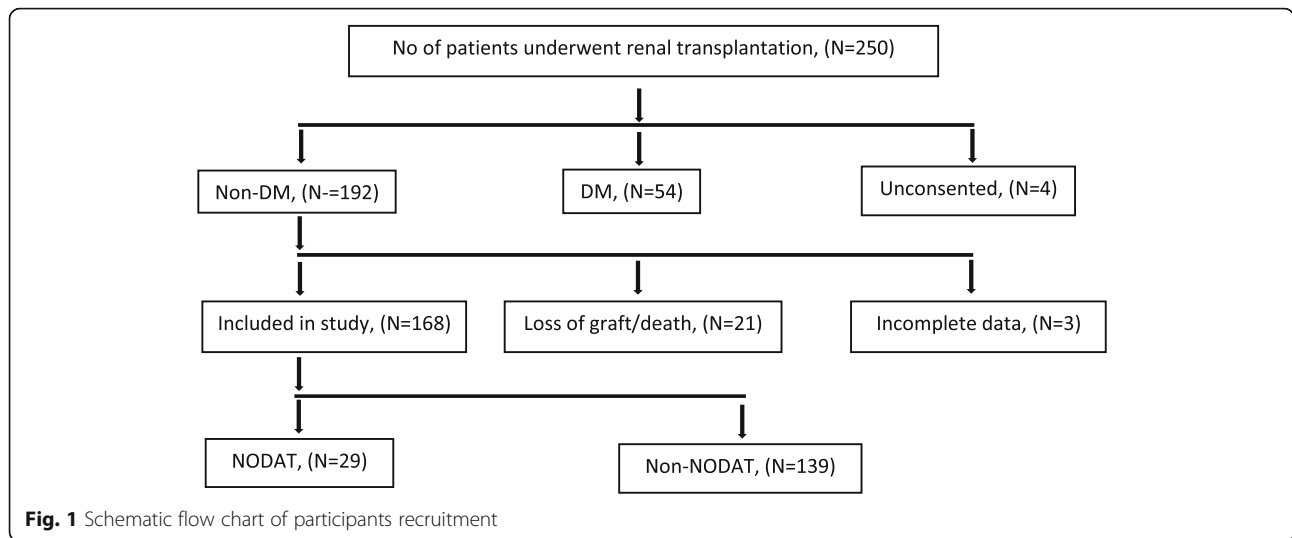 No of patients underwent renal transplantation, (N=250)
Non-DM, (N-=192)
DM, (N=54)
Unconsented, (N=4)
Included in study, (N=168)
Loss of graft/death, (N=21)
Incomplete data, (N=3)
NODAT, (N=29)
Non-NODAT, (N=139)
Fig. 1 Schematic flow chart of participants recruitment